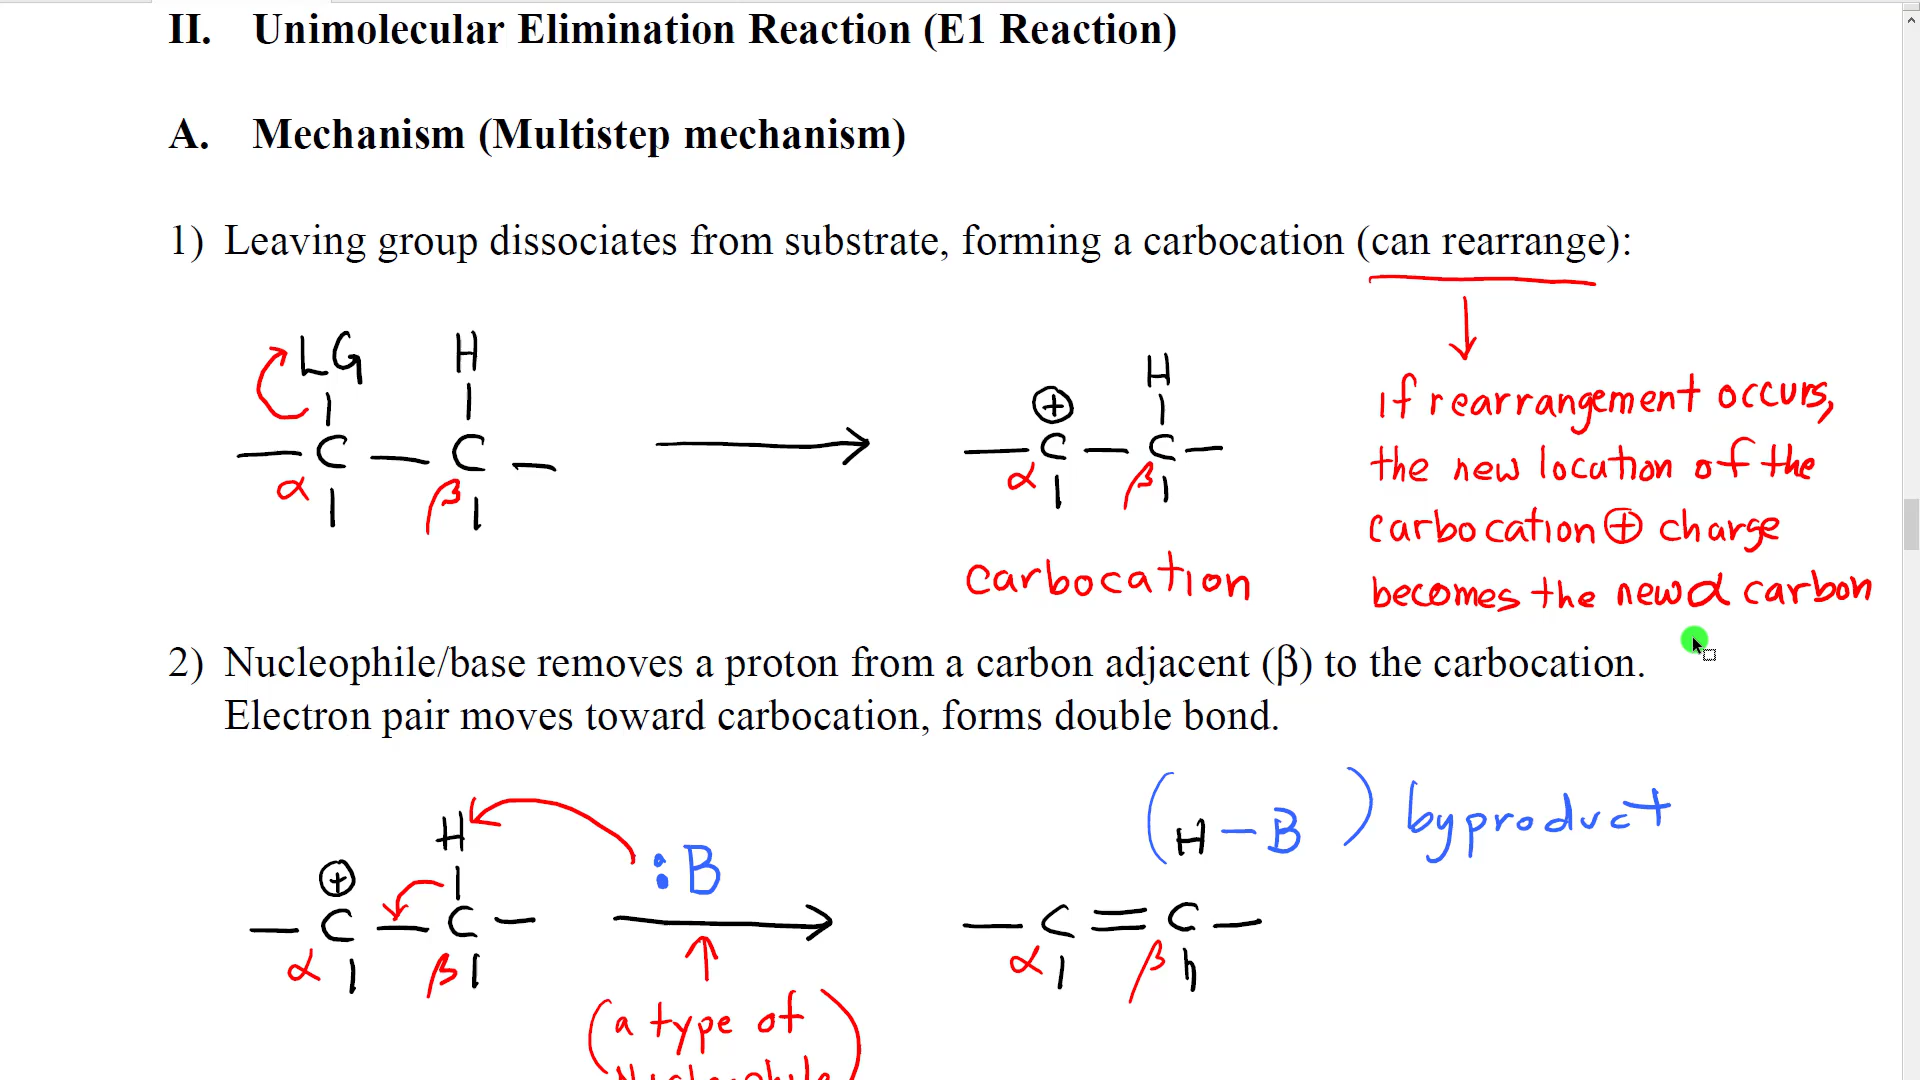 II. Unimolecular Elimination Reaction (E1 Reaction)
A. Mechanism (Multistep mechanism)
1) Leaving group dissociates from substrate, forming a carbocation (can rearrange):
LG H
— C — C —
α β
⊕ H
— C — C —
α β
carbocation
if rearrangement occurs,
the new location of the
carbocation ⊕ charge
becomes the new α carbon
2) Nucleophile/base removes a proton from a carbon adjacent (β) to the carbocation.
Electron pair moves toward carbocation, forms double bond.
⊕ H
— C — C —
α β
:B
(a type of
Nucleophile
(H – B) byproduct
— C = C —
α β